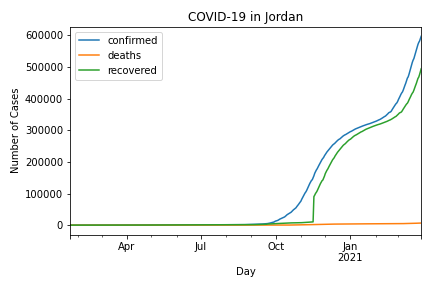 COVID-19 in Jordan
confirmed
deaths
recovered
Number of Cases
600000
500000
400000
300000
200000
100000
0
Apr
Jul
Oct
Jan
2021
Day